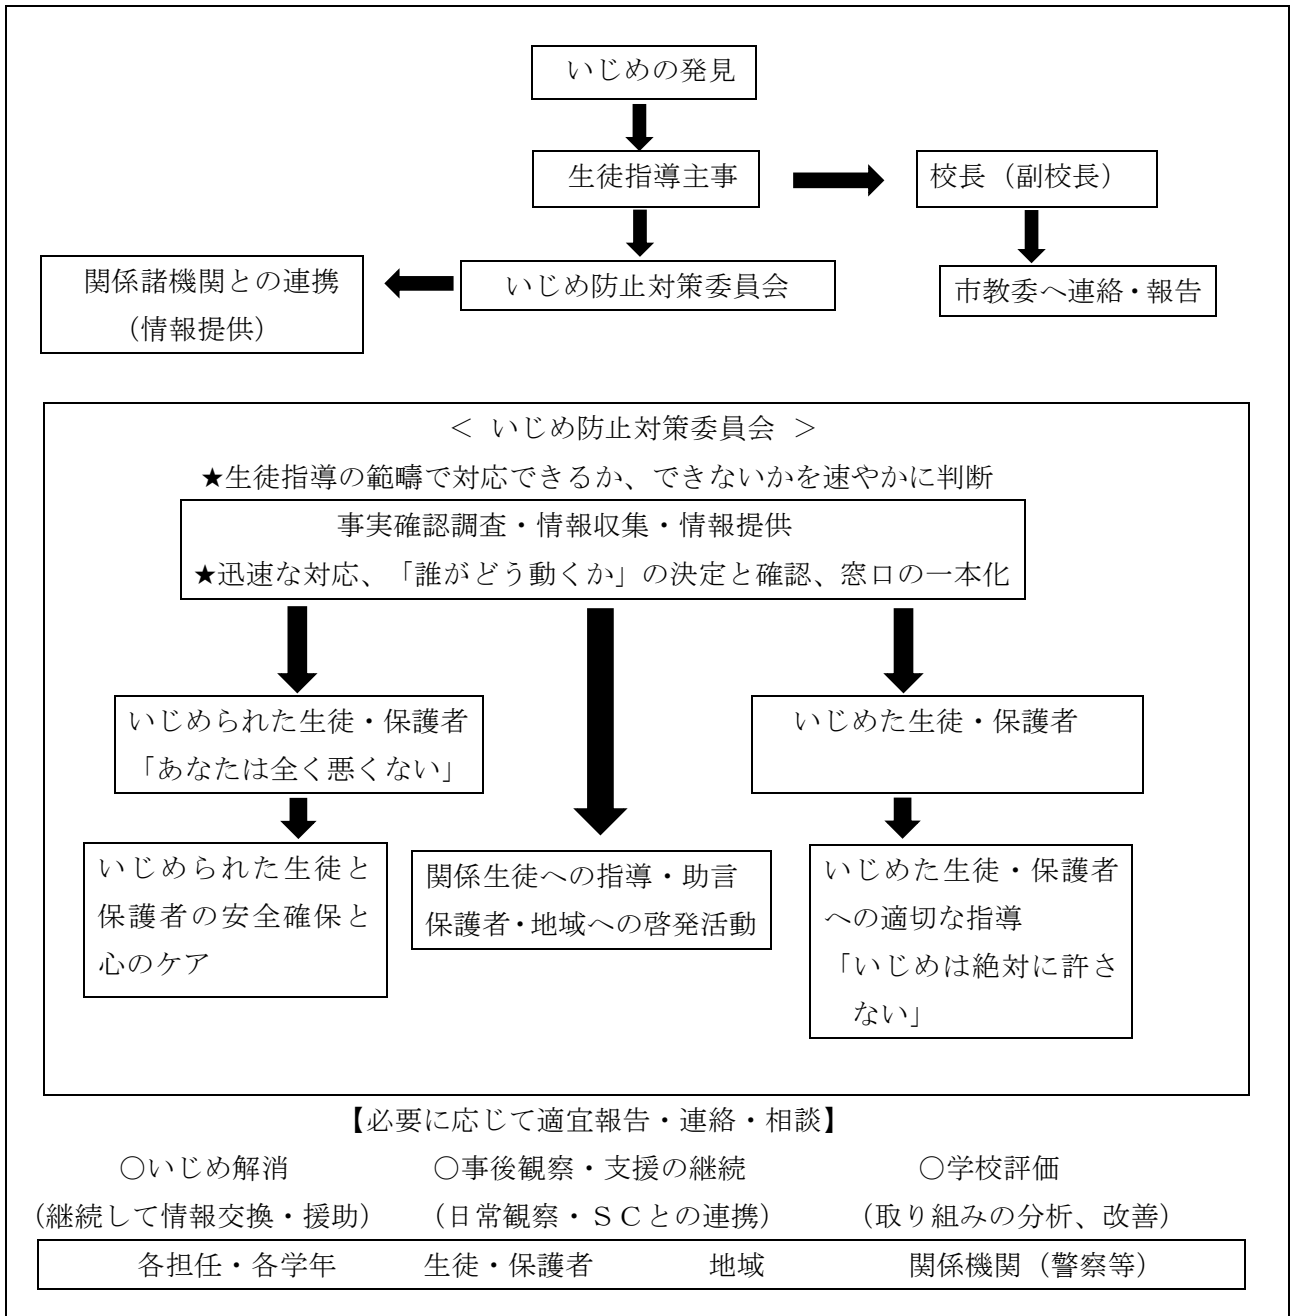 いじめの発見
生徒指導主事
校長（副校長）
関係諸機関との連携
（情報提供）
いじめ防止対策委員会
市教委へ連絡・報告
＜ いじめ防止対策委員会 ＞
★生徒指導の範疇で対応できるか、できないかを速やかに判断
事実確認調査・情報収集・情報提供
★迅速な対応、「誰がどう動くか」の決定と確認、窓口の一本化
いじめられた生徒・保護者
「あなたは全く悪くない」
いじめた生徒・保護者
いじめられた生徒と
保護者の安全確保と
心のケア
関係生徒への指導・助言
保護者・地域への啓発活動
いじめた生徒・保護者
への適切な指導
「いじめは絶対に許さ
ない」
【必要に応じて適宜報告・連絡・相談】
○いじめ解消 ○事後観察・支援の継続 ○学校評価
（継続して情報交換・援助） （日常観察・ＳＣとの連携） （取り組みの分析、改善）
各担任・各学年 生徒・保護者 地域 関係機関（警察等）